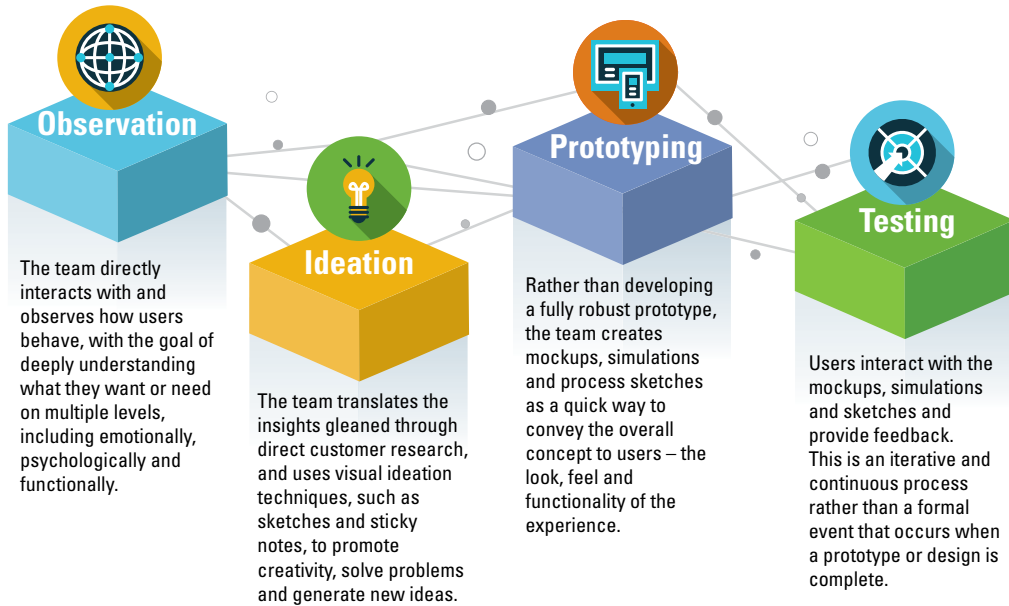 Observation
The team directly
interacts with and
observes how users
behave, with the goal of
deeply understanding
what they want or need
on multiple levels,
including emotionally,
psychologically and
functionally.
Ideation
The team translates the
insights gleaned through
direct customer research,
and uses visual ideation
techniques, such as
sketches and sticky
notes, to promote
creativity, solve problems
and generate new ideas.
Prototyping
Rather than developing
a fully robust prototype,
the team creates
mockups, simulations
and process sketches
as a quick way to
convey the overall
concept to users – the
look, feel and
functionality of the
experience.
Testing
Users interact with the
mockups, simulations
and sketches and
provide feedback.
This is an iterative and
continuous process
rather than a formal
event that occurs when
a prototype or design is
complete.